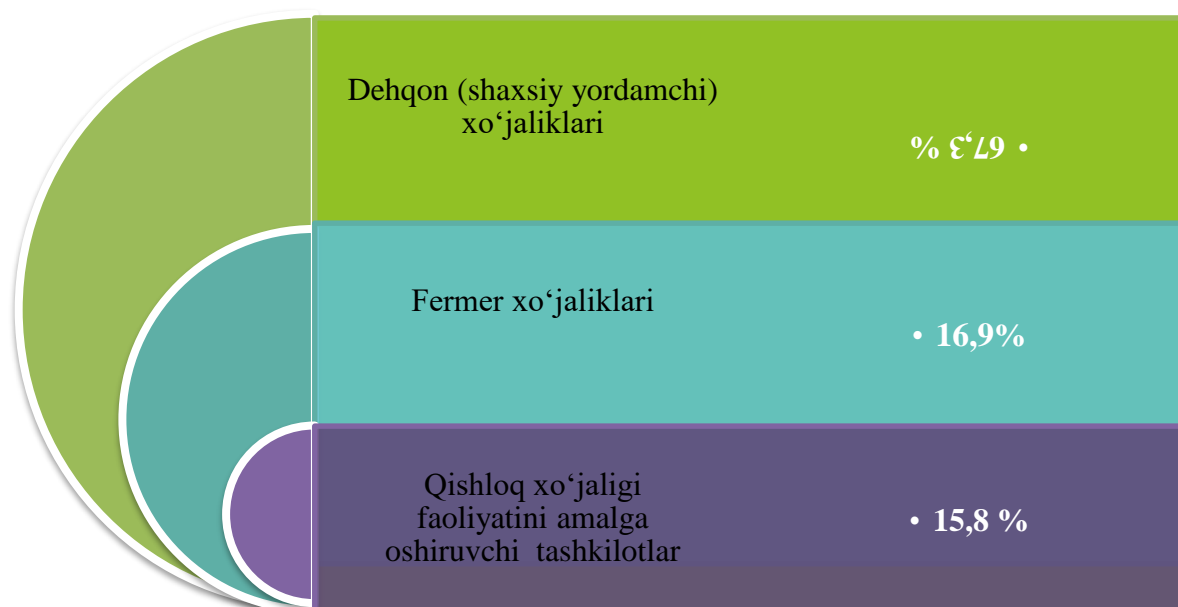 Dehqon (shaxsiy yordamchi)
xo‘jaliklari
• 67,3 %
Fermer xo‘jaliklari
• 16,9%
Qishloq xo‘jaligi
faoliyatini amalga
oshiruvchi tashkilotlar
• 15,8 %